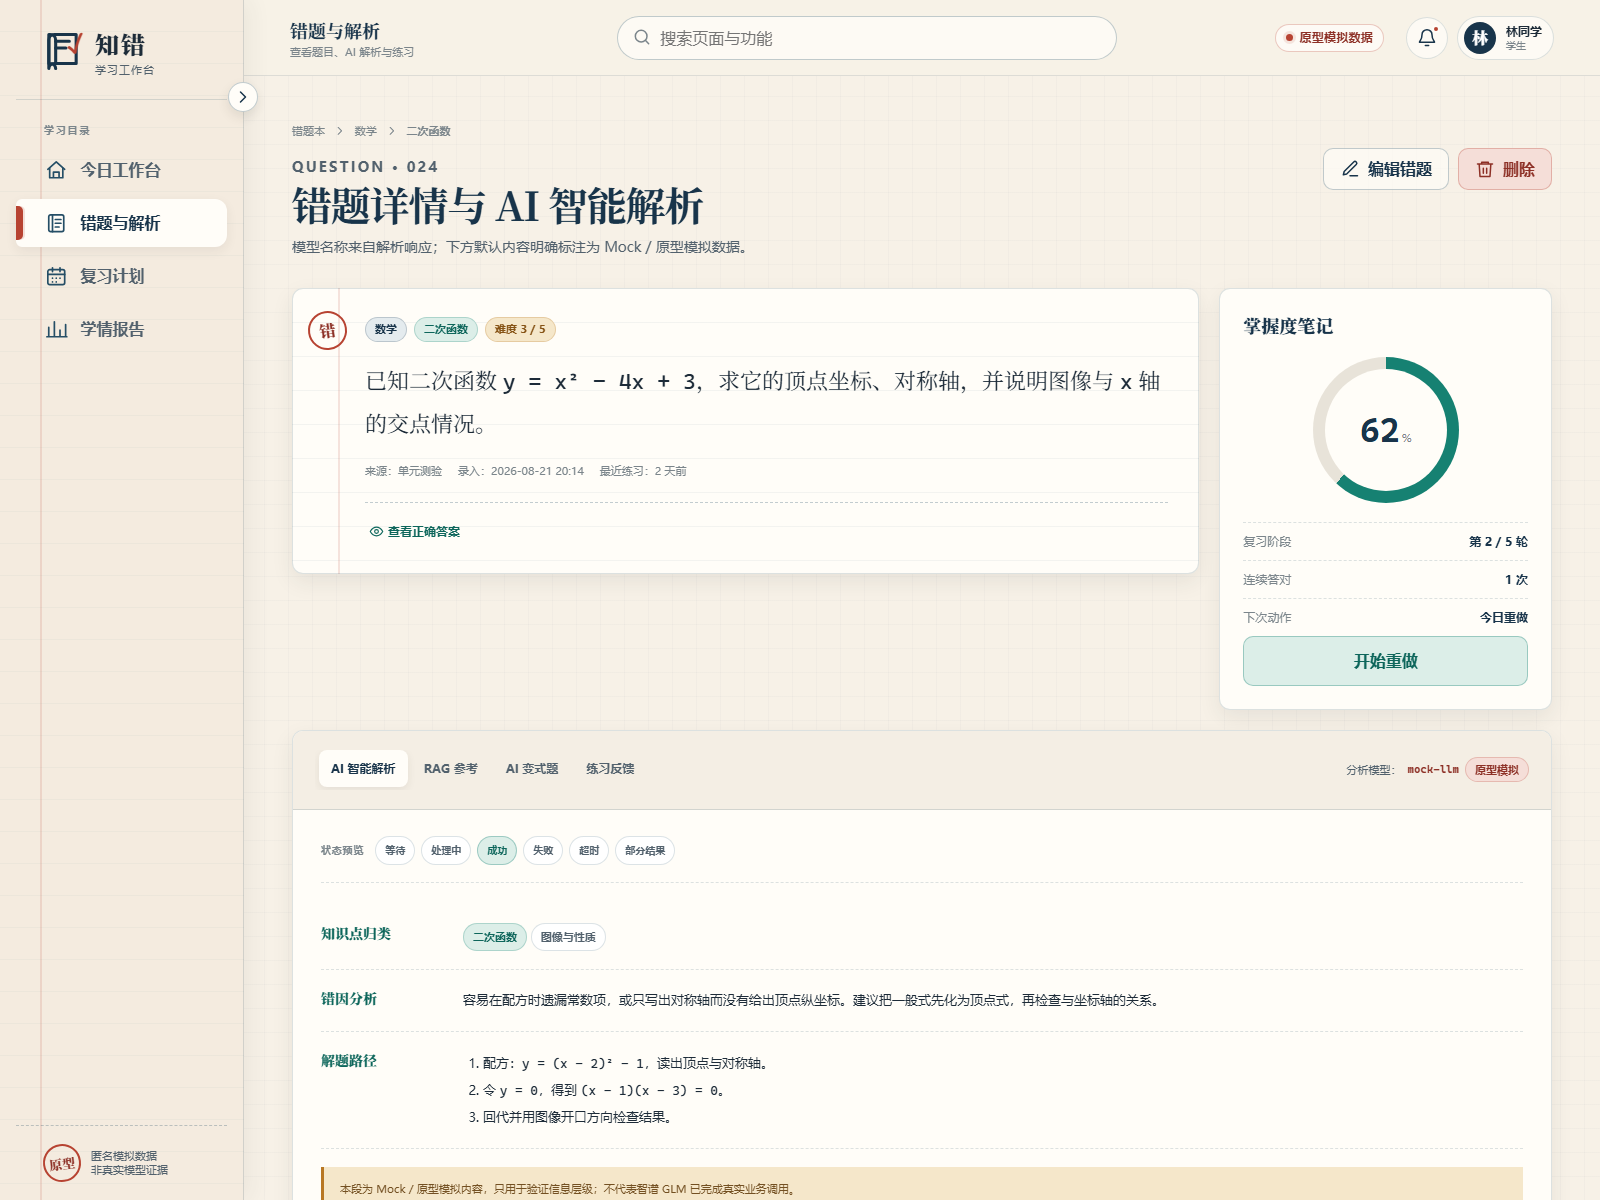 知错
学习工作台
学习目录
今日工作台
错题与解析
复习计划
学情报告
原型
匿名模拟数据
非真实模型证据
错题与解析
查看题目、AI 解析与练习
搜索页面与功能
原型模拟数据
林
林同学
学生
错题本 > 数学 > 二次函数
QUESTION • 024
错题详情与 AI 智能解析
模型名称来自解析响应；下方默认内容明确标注为 Mock / 原型模拟数据。
编辑错题
删除
错
数学 二次函数 难度 3 / 5
已知二次函数 y = x² − 4x + 3，求它的顶点坐标、对称轴，并说明图像与 x 轴
的交点情况。
来源：单元测验 录入：2026-08-21 20:14 最近练习：2 天前
查看正确答案
掌握度笔记
62%
复习阶段 第 2 / 5 轮
连续答对 1 次
下次动作 今日重做
开始重做
AI 智能解析 RAG 参考 AI 变式题 练习反馈
分析模型： mock-llm 原型模拟
状态预览 等待 处理中 成功 失败 超时 部分结果
知识点归类 二次函数 图像与性质
错因分析 容易在配方时遗漏常数项，或只写出对称轴而没有给出顶点纵坐标。建议把一般式先化为顶点式，再检查与坐标轴的关系。
解题路径 1. 配方：y = (x − 2)² − 1，读出顶点与对称轴。
2. 令 y = 0，得到 (x − 1)(x − 3) = 0。
3. 回代并用图像开口方向检查结果。
本段为 Mock / 原型模拟内容，只用于验证信息层级；不代表智谱 GLM 已完成真实业务调用。